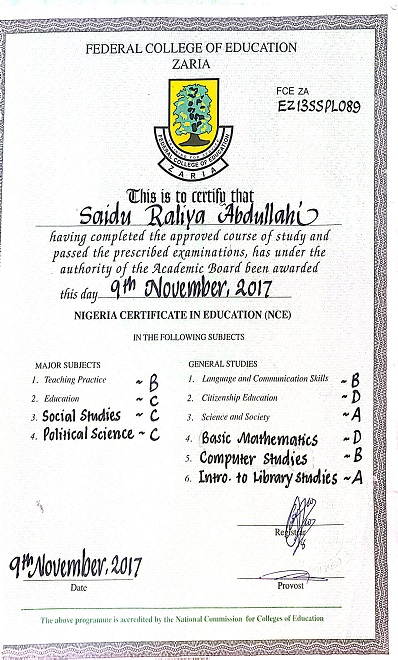 FEDERAL COLLEGE OF EDUCATION
ZARIA
FCE ZA
EZ13SSPL089
FEDERAL COLLEGE OF EDUCATION
ZARIA
This is to certify that
Saidu Raliya Abdullahi
having completed the approved course of study and
passed the prescribed examinations, has under the
authority of the Academic Board been awarded
this day 9th November, 2017
NIGERIA CERTIFICATE IN EDUCATION (NCE)
IN THE FOLLOWING SUBJECTS
MAJOR SUBJECTS
1. Teaching Practice ~ B
2. Education ~ C
3. Social Studies ~ C
4. Political Science ~ C
GENERAL STUDIES
1. Language and Communication Skills ~ B
2. Citizenship Education ~ D
3. Science and Society ~ A
4. Basic Mathematics ~ D
5. Computer Studies ~ B
6. Intro. to Library Studies ~ A
Registrar
9th November, 2017
Date
Provost
The above programme is accredited by the National Commission for Colleges of Education